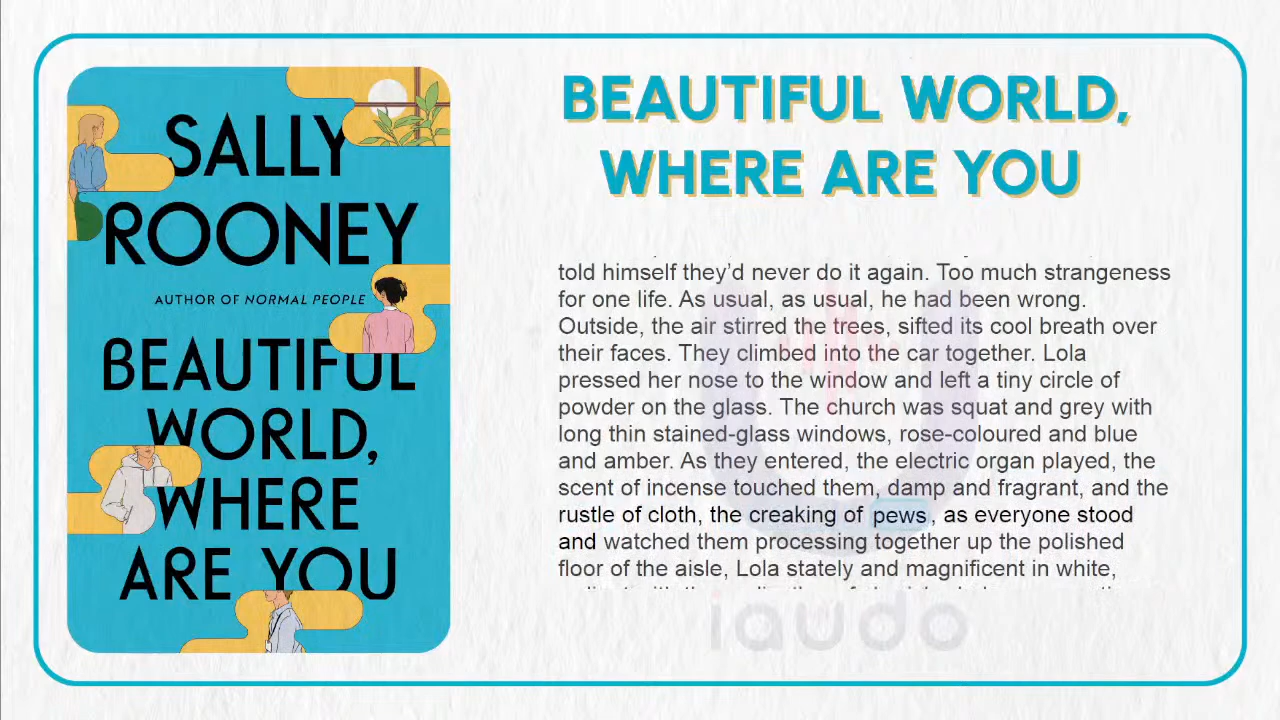 SALLY
ROONEY
AUTHOR OF NORMAL PEOPLE
BEAUTIFUL
WORLD,
WHERE
ARE YOU
BEAUTIFUL WORLD,
WHERE ARE YOU
told himself they'd never do it again. Too much strangeness
for one life. As usual, as usual, he had been wrong.
Outside, the air stirred the trees, sifted its cool breath over
their faces. They climbed into the car together. Lola
pressed her nose to the window and left a tiny circle of
powder on the glass. The church was squat and grey with
long thin stained-glass windows, rose-coloured and blue
and amber. As they entered, the electric organ played, the
scent of incense touched them, damp and fragrant, and the
rustle of cloth, the creaking of pews, as everyone stood
and watched them processing together up the polished
floor of the aisle, Lola stately and magnificent in white,
iaudo